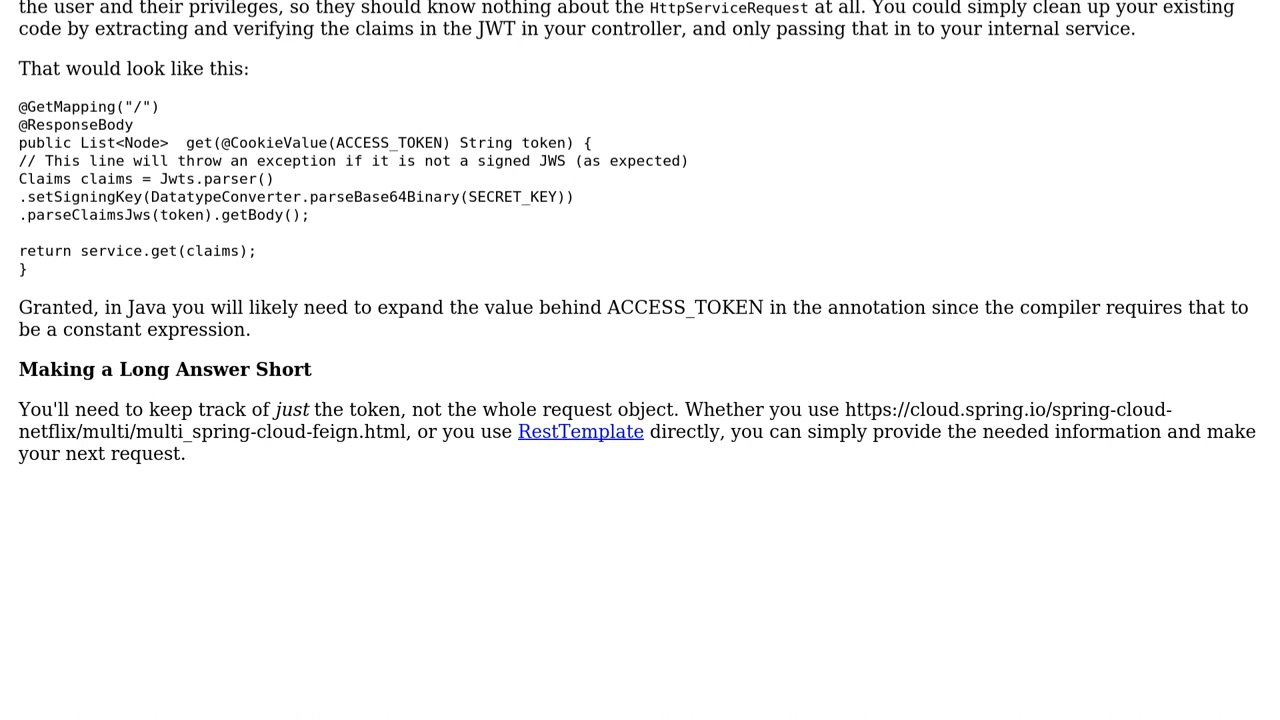 the user and their privileges, so they should know nothing about the HttpServiceRequest at all. You could simply clean up your existing
code by extracting and verifying the claims in the JWT in your controller, and only passing that in to your internal service.
That would look like this:
@GetMapping("/")
@ResponseBody
public List<Node>  get(@CookieValue(ACCESS_TOKEN) String token) {
// This line will throw an exception if it is not a signed JWS (as expected)
Claims claims = Jwts.parser()
.setSigningKey(DatatypeConverter.parseBase64Binary(SECRET_KEY))
.parseClaimsJws(token).getBody();
return service.get(claims);
}
Granted, in Java you will likely need to expand the value behind ACCESS_TOKEN in the annotation since the compiler requires that to
be a constant expression.
Making a Long Answer Short
You'll need to keep track of just the token, not the whole request object. Whether you use https://cloud.spring.io/spring-cloud-
netflix/multi/multi_spring-cloud-feign.html, or you use RestTemplate directly, you can simply provide the needed information and make
your next request.